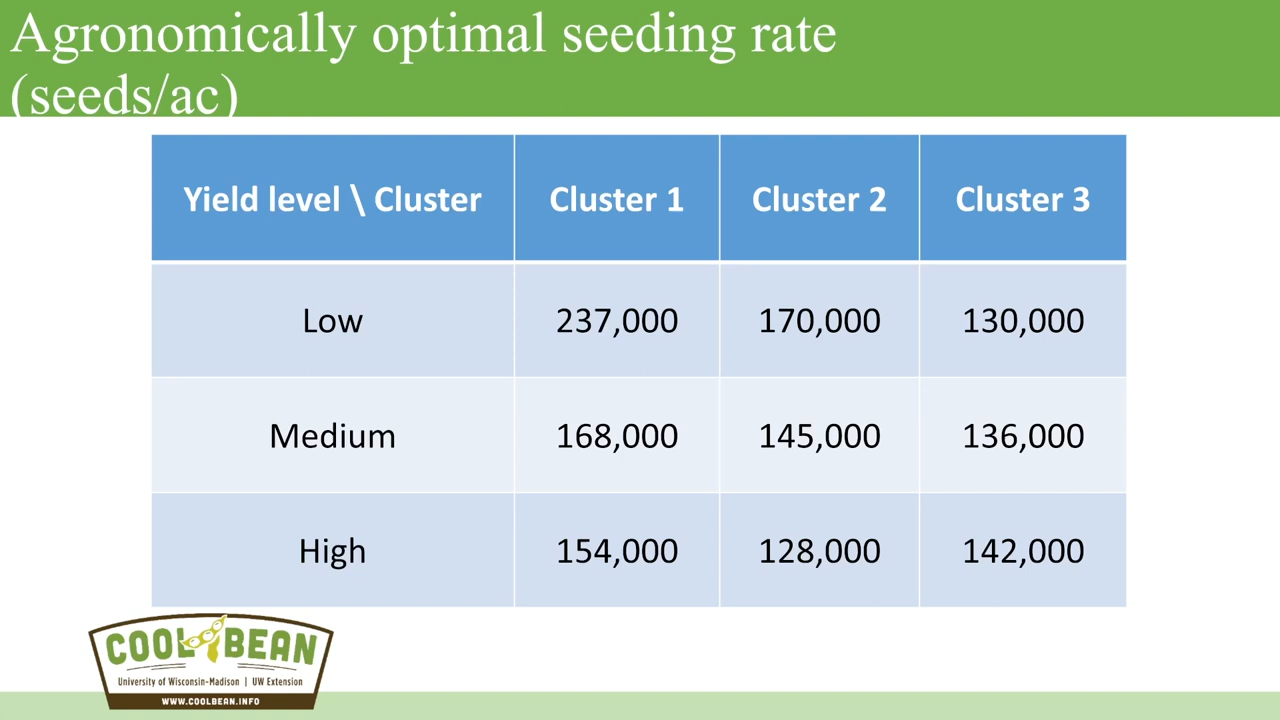 Agronomically optimal seeding rate
(seeds/ac)
Yield level \ Cluster Cluster 1 Cluster 2 Cluster 3
Low 237,000 170,000 130,000
Medium 168,000 145,000 136,000
High 154,000 128,000 142,000
COOL BEAN
University of Wisconsin-Madison | UW Extension
WWW.COOLBEAN.INFO